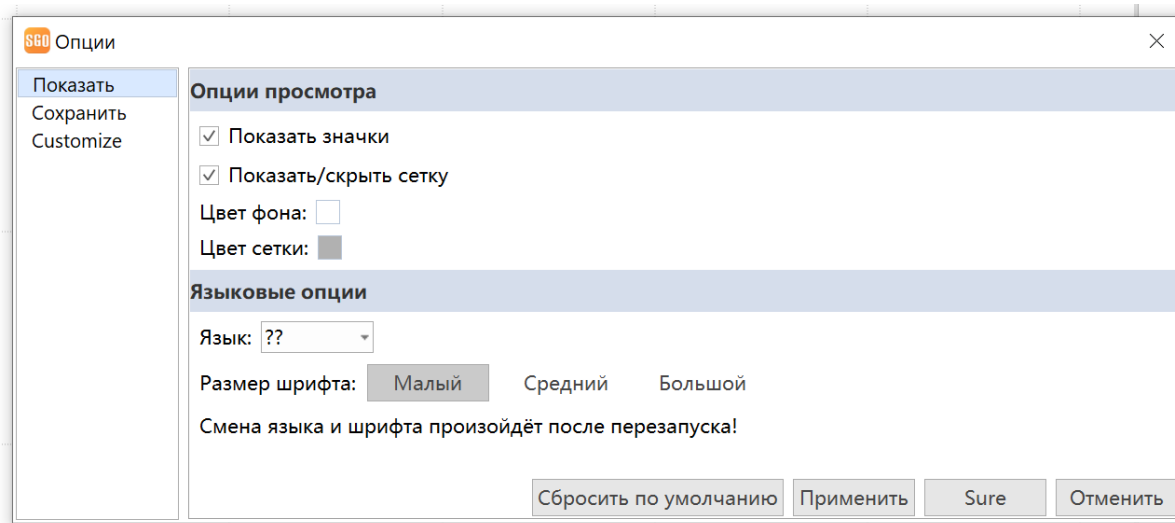 SGO Опции
Показать
Сохранить
Customize
Опции просмотра
Показать значки
Показать/скрыть сетку
Цвет фона:
Цвет сетки:
Языковые опции
Язык: ??
Размер шрифта: Малый Средний Большой
Смена языка и шрифта произойдёт после перезапуска!
Сбросить по умолчанию Применить Sure Отменить